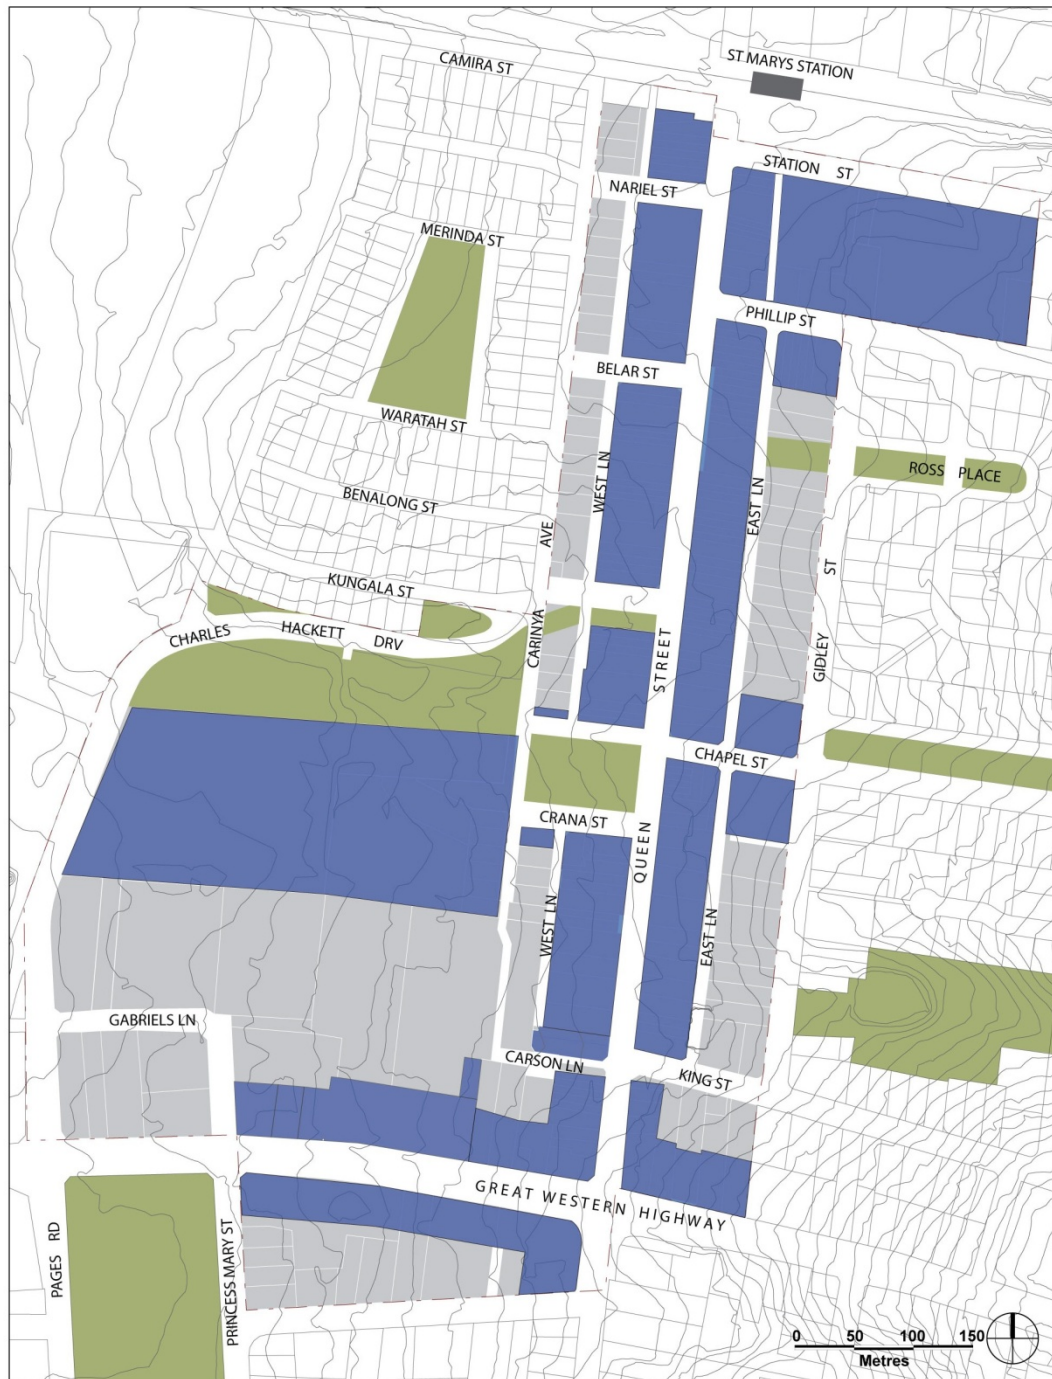 CAMIRA ST
ST MARYS STATION
STATION ST
NARIEL ST
MERINDA ST
PHILLIP ST
BELAR ST
WARATAH ST
ROSS PLACE
WEST LN
EAST LN
BENALONG ST
AVE
KUNGALA ST
ST
CHARLES HACKETT DRV
CARINYA
STREET
GIDLEY
CHAPEL ST
CRANA ST
QUEEN
WEST LN
EAST LN
GABRIELS LN
CARSON LN
KING ST
GREAT WESTERN HIGHWAY
PAGES RD
PRINCESS MARY ST
0 50 100 150
Metres